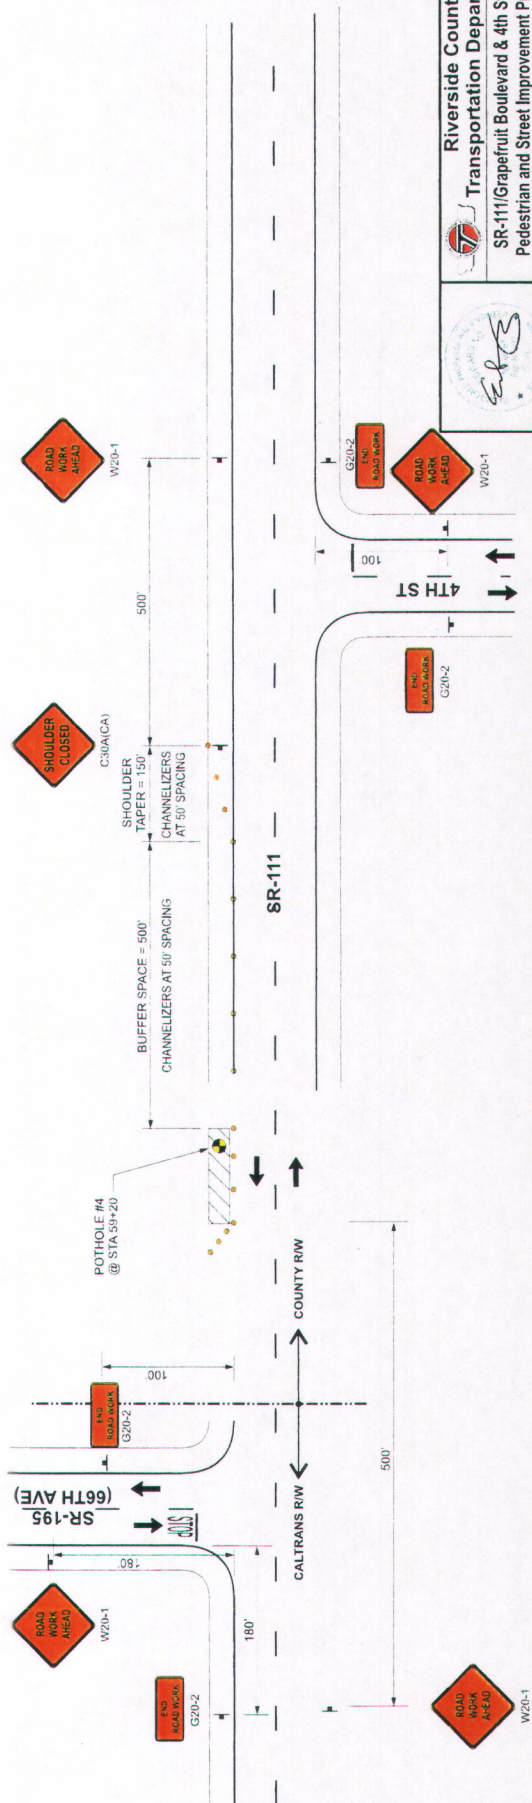 ROAD
WORK
AHEAD
W20-1
500'
SHOULDER
CLOSED
C30A(CA)
SHOULDER
TAPER = 150'
CHANNELIZERS
AT 50' SPACING
BUFFER SPACE = 500'
CHANNELIZERS AT 50' SPACING
POTHOLE #4
@ STA 59+20
SR-111
END
ROAD WORK
G20-2
ROAD
WORK
AHEAD
W20-1
100'
4TH ST
END
ROAD WORK
G20-2
END
ROAD WORK
G20-2
100'
SR-195
(66TH AVE)
STOP
180'
ROAD
WORK
AHEAD
W20-1
180'
END
ROAD WORK
G20-2
CALTRANS R/W
COUNTY R/W
500'
ROAD
WORK
AHEAD
W20-1
Riverside Count
Transportation Depar
SR-111/Grapefruit Boulevard & 4th S
Pedestrian and Street Improvement P